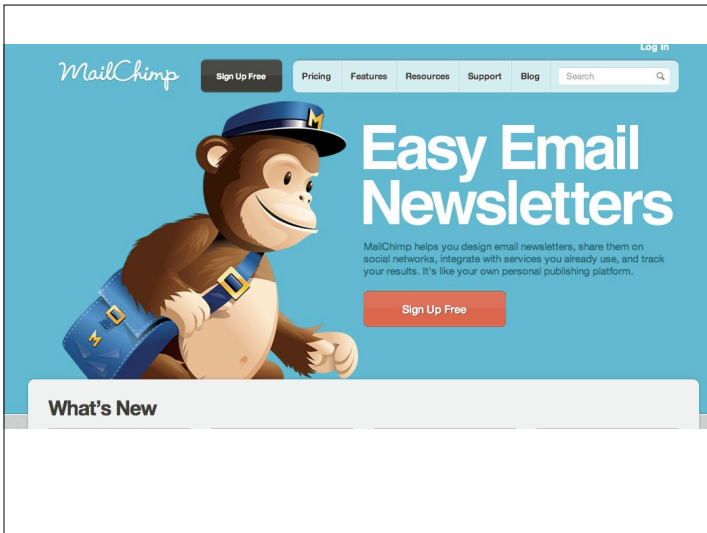 Log In
MailChimp
Sign Up Free
Pricing Features Resources Support Blog Search
M
Easy Email
Newsletters
MailChimp helps you design email newsletters, share them on
social networks, integrate with services you already use, and track
your results. It's like your own personal publishing platform.
Sign Up Free
M
What's New